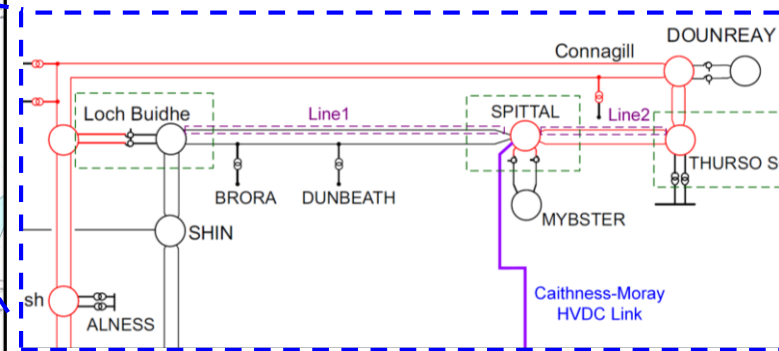 DOUNREAY
Connagill
Loch Buidhe
Line1
SPITTAL
Line2
THURSO S
BRORA
DUNBEATH
MYBSTER
SHIN
sh
ALNESS
Caithness-Moray
HVDC Link